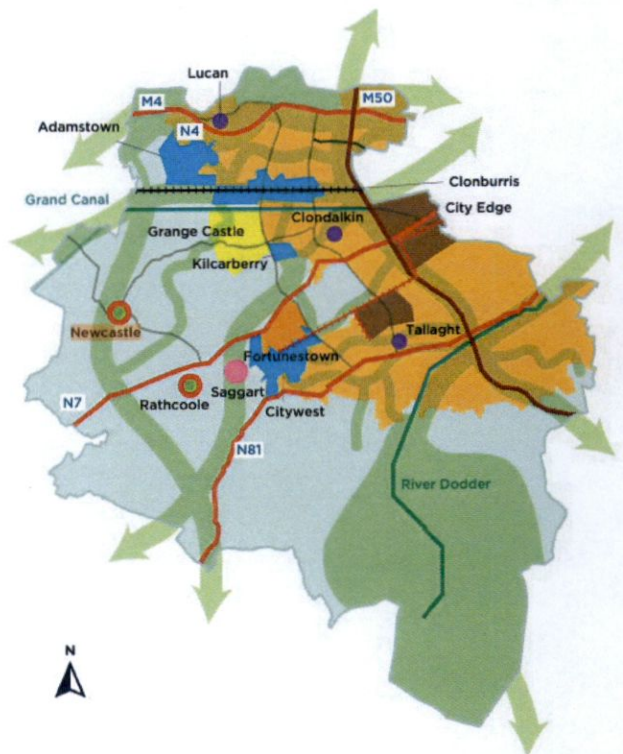 Lucan
M4
M50
N4
Adamstown
Clonburris
Grand Canal
City Edge
Clondalkin
Grange Castle
Kilcarberry
Newcastle
Tallaght
Fortunestown
N7
Rathcoole
Saggart
Citywest
N81
River Dodder
N